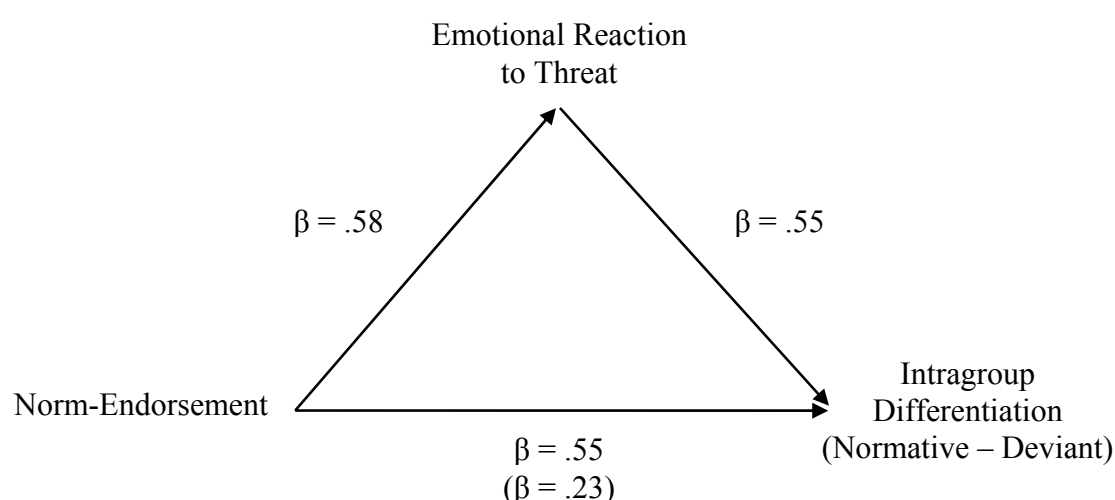 Emotional Reaction
to Threat
β = .58
β = .55
Norm-Endorsement
Intragroup
Differentiation
(Normative – Deviant)
β = .55
(β = .23)